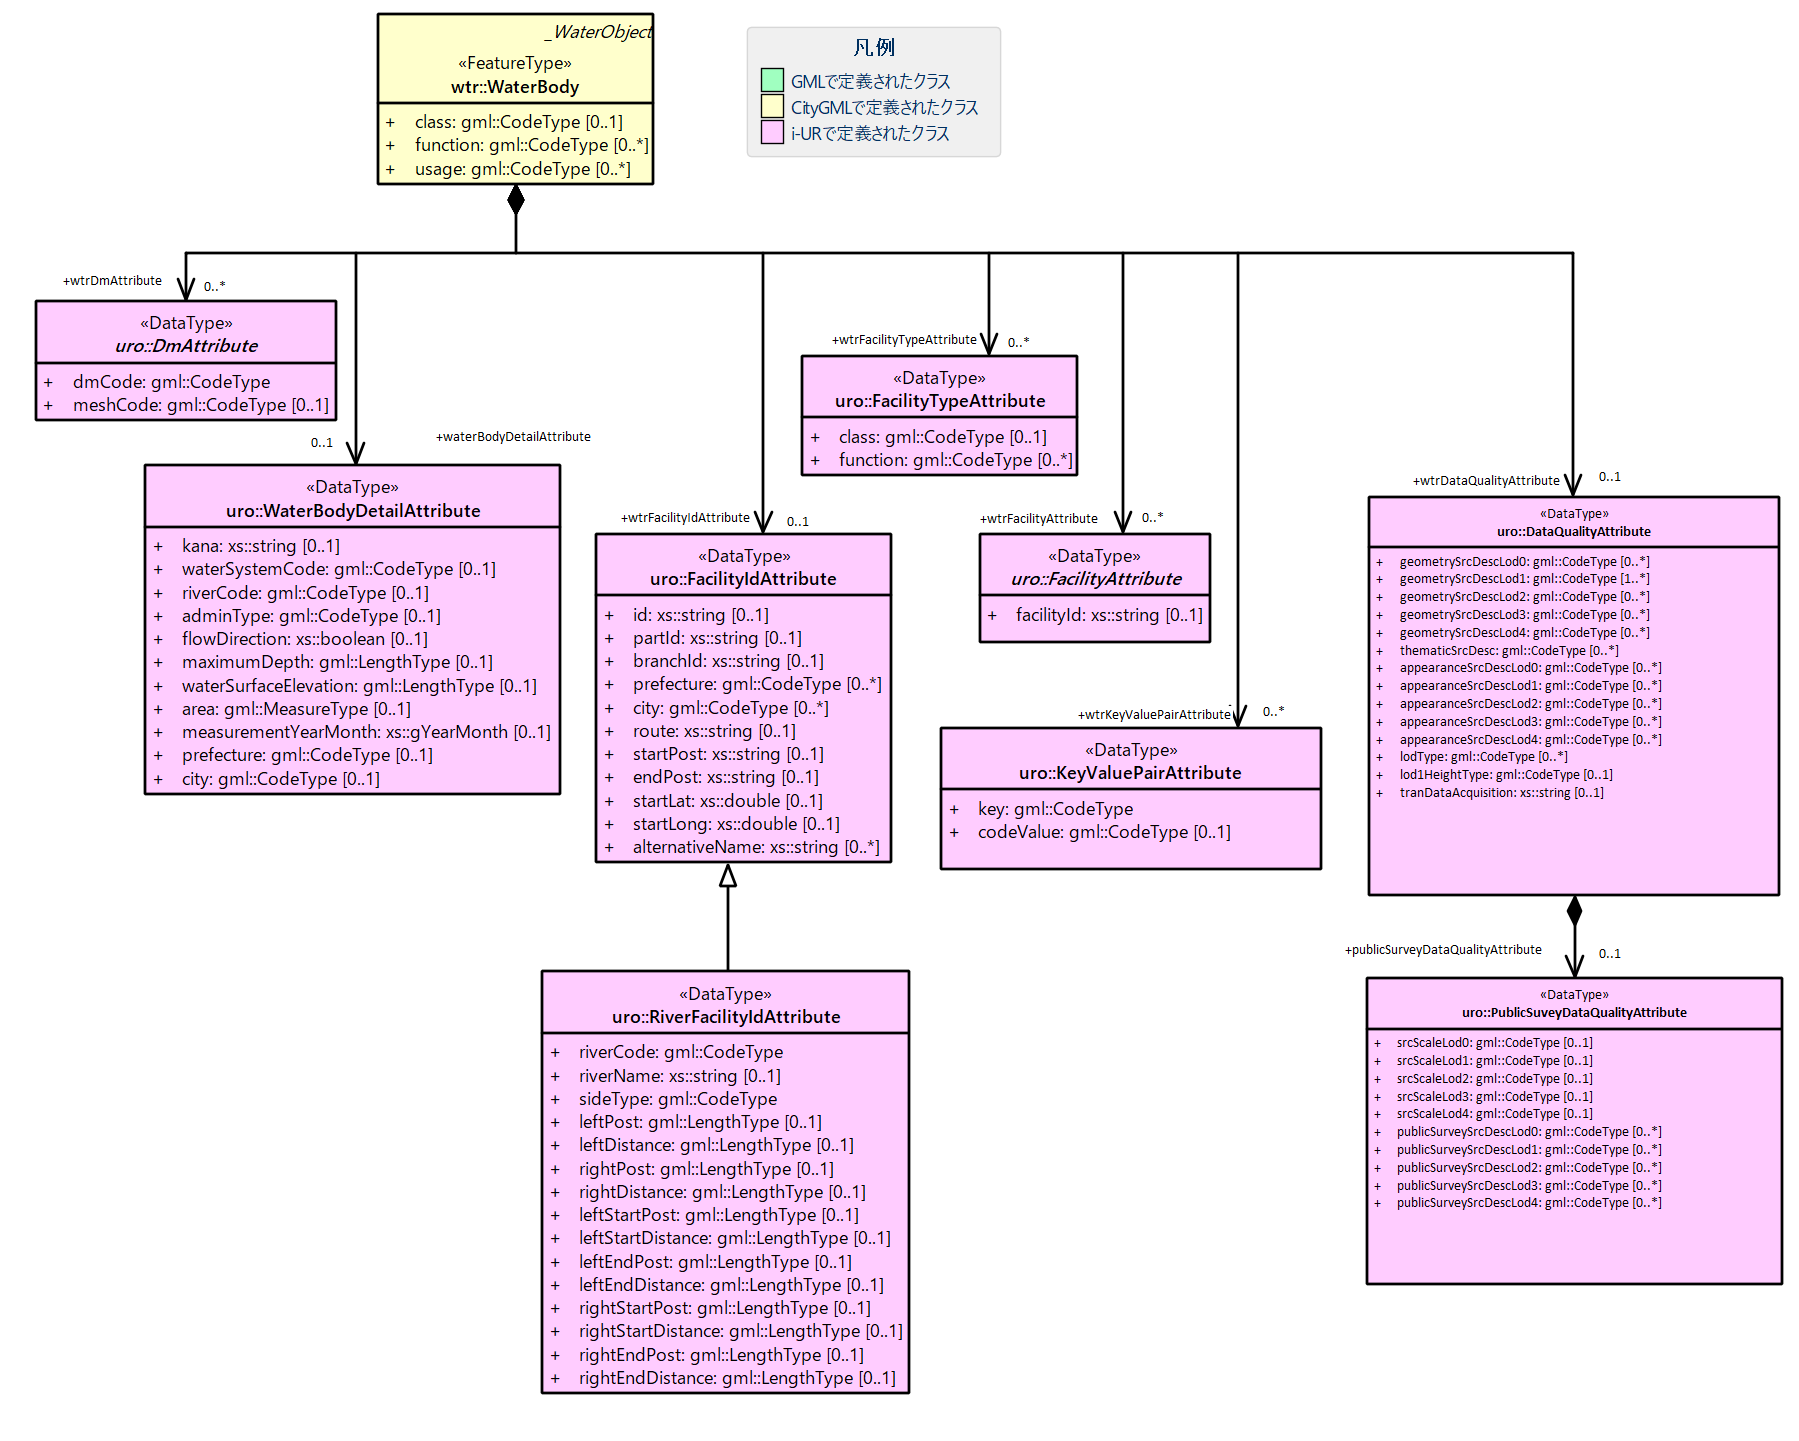 _WaterObject
«FeatureType»
wtr::WaterBody
+ class: gml::CodeType [0..1]
+ function: gml::CodeType [0..*]
+ usage: gml::CodeType [0..*]
凡例
GMLで定義されたクラス
CityGMLで定義されたクラス
i-URで定義されたクラス
+wtrDmAttribute
0..*
«DataType»
uro::DmAttribute
+ dmCode: gml::CodeType
+ meshCode: gml::CodeType [0..1]
0..1
+waterBodyDetailAttribute
«DataType»
uro::WaterBodyDetailAttribute
+ kana: xs::string [0..1]
+ waterSystemCode: gml::CodeType [0..1]
+ riverCode: gml::CodeType [0..1]
+ adminType: gml::CodeType [0..1]
+ flowDirection: xs::boolean [0..1]
+ maximumDepth: gml::LengthType [0..1]
+ waterSurfaceElevation: gml::LengthType [0..1]
+ area: gml::MeasureType [0..1]
+ measurementYearMonth: xs::gYearMonth [0..1]
+ prefecture: gml::CodeType [0..1]
+ city: gml::CodeType [0..1]
+wtrFacilityIdAttribute
0..1
«DataType»
uro::FacilityIdAttribute
+ id: xs::string [0..1]
+ partId: xs::string [0..1]
+ branchId: xs::string [0..1]
+ prefecture: gml::CodeType [0..*]
+ city: gml::CodeType [0..*]
+ route: xs::string [0..1]
+ startPost: xs::string [0..1]
+ endPost: xs::string [0..1]
+ startLat: xs::double [0..1]
+ startLong: xs::double [0..1]
+ alternativeName: xs::string [0..*]
«DataType»
uro::RiverFacilityIdAttribute
+ riverCode: gml::CodeType
+ riverName: xs::string [0..1]
+ sideType: gml::CodeType
+ leftPost: gml::LengthType [0..1]
+ leftDistance: gml::LengthType [0..1]
+ rightPost: gml::LengthType [0..1]
+ rightDistance: gml::LengthType [0..1]
+ leftStartPost: gml::LengthType [0..1]
+ leftStartDistance: gml::LengthType [0..1]
+ leftEndPost: gml::LengthType [0..1]
+ leftEndDistance: gml::LengthType [0..1]
+ rightStartPost: gml::LengthType [0..1]
+ rightStartDistance: gml::LengthType [0..1]
+ rightEndPost: gml::LengthType [0..1]
+ rightEndDistance: gml::LengthType [0..1]
+wtrFacilityTypeAttribute
0..*
«DataType»
uro::FacilityTypeAttribute
+ class: gml::CodeType [0..1]
+ function: gml::CodeType [0..*]
+wtrFacilityAttribute
0..*
«DataType»
uro::FacilityAttribute
+ facilityId: xs::string [0..1]
+wtrKeyValuePairAttribute
0..*
«DataType»
uro::KeyValuePairAttribute
+ key: gml::CodeType
+ codeValue: gml::CodeType [0..1]
+wtrDataQualityAttribute
0..1
«DataType»
uro::DataQualityAttribute
+ geometrySrcDescLod0: gml::CodeType [0..*]
+ geometrySrcDescLod1: gml::CodeType [1..*]
+ geometrySrcDescLod2: gml::CodeType [0..*]
+ geometrySrcDescLod3: gml::CodeType [0..*]
+ geometrySrcDescLod4: gml::CodeType [0..*]
+ thematicSrcDesc: gml::CodeType [0..*]
+ appearanceSrcDescLod0: gml::CodeType [0..*]
+ appearanceSrcDescLod1: gml::CodeType [0..*]
+ appearanceSrcDescLod2: gml::CodeType [0..*]
+ appearanceSrcDescLod3: gml::CodeType [0..*]
+ appearanceSrcDescLod4: gml::CodeType [0..*]
+ lodType: gml::CodeType [0..*]
+ lod1HeightType: gml::CodeType [0..1]
+ tranDataAcquisition: xs::string [0..1]
+publicSurveyDataQualityAttribute
0..1
«DataType»
uro::PublicSuveyDataQualityAttribute
+ srcScaleLod0: gml::CodeType [0..1]
+ srcScaleLod1: gml::CodeType [0..1]
+ srcScaleLod2: gml::CodeType [0..1]
+ srcScaleLod3: gml::CodeType [0..1]
+ srcScaleLod4: gml::CodeType [0..1]
+ publicSurveySrcDescLod0: gml::CodeType [0..*]
+ publicSurveySrcDescLod1: gml::CodeType [0..*]
+ publicSurveySrcDescLod2: gml::CodeType [0..*]
+ publicSurveySrcDescLod3: gml::CodeType [0..*]
+ publicSurveySrcDescLod4: gml::CodeType [0..*]